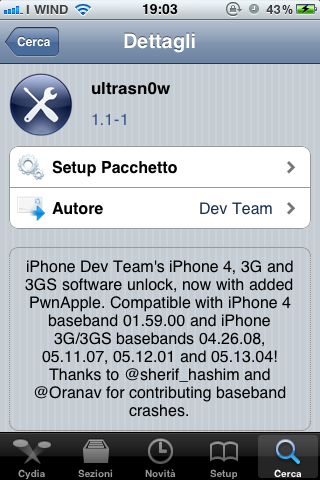 I WIND 19:03 43%
Cerca Dettagli
ultrasn0w
1.1-1
Setup Pacchetto
Autore Dev Team
iPhone Dev Team's iPhone 4, 3G and
3GS software unlock, now with added
PwnApple. Compatible with iPhone 4
baseband 01.59.00 and iPhone
3G/3GS basebands 04.26.08,
05.11.07, 05.12.01 and 05.13.04!
Thanks to @sherif_hashim and
@Oranav for contributing baseband
crashes.
Cydia Sezioni Novità Setup Cerca